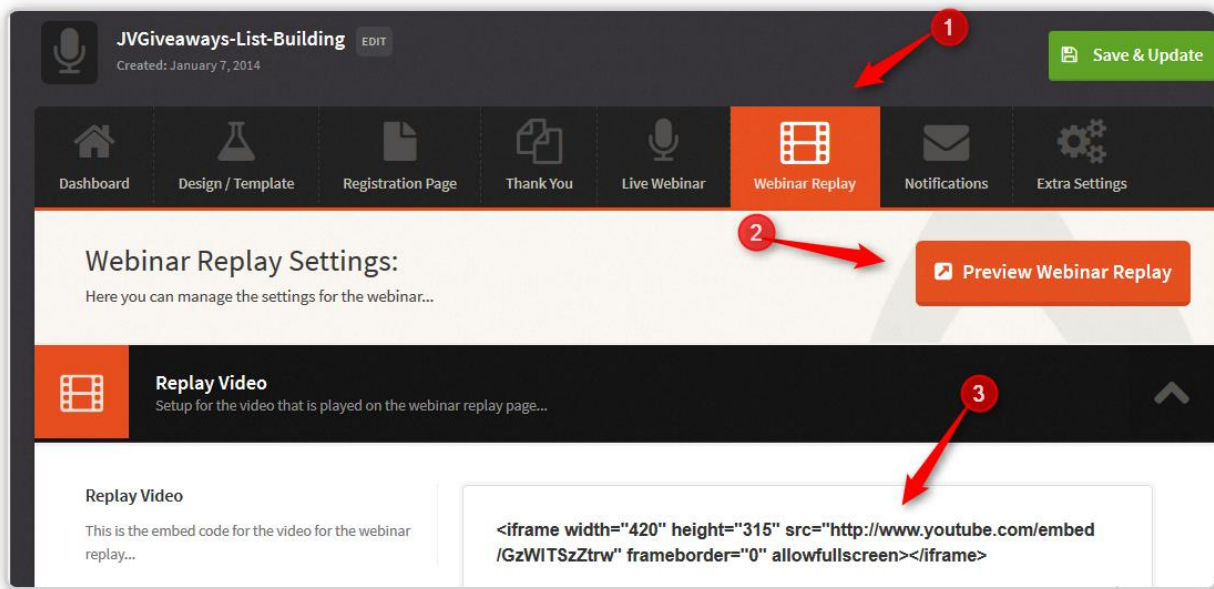 JVGiveaways-List-Building EDIT
Created: January 7, 2014
1
Save & Update
Dashboard
Design / Template
Registration Page
Thank You
Live Webinar
Webinar Replay
Notifications
Extra Settings
2
Webinar Replay Settings:
Here you can manage the settings for the webinar...
Preview Webinar Replay
Replay Video
Setup for the video that is played on the webinar replay page...
3
Replay Video
This is the embed code for the video for the webinar
replay...
<iframe width="420" height="315" src="http://www.youtube.com/embed
/GzWITSzZtrw" frameborder="0" allowfullscreen></iframe>